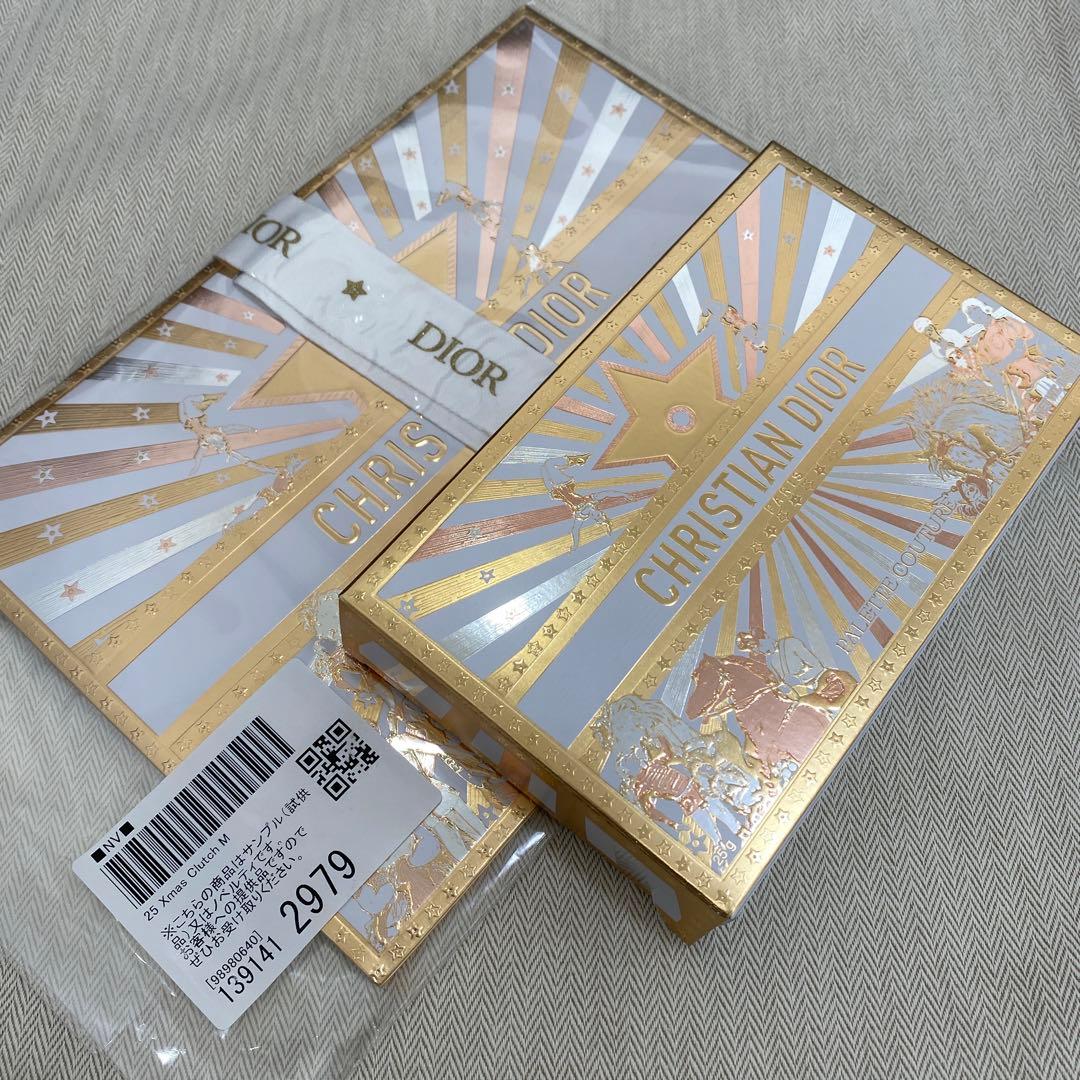 DIOR
DIOR
CHRIS
DIOR
CHRISTIAN DIOR
PARIS
PALETTE COUTURE
25g
■NV■
25 Xmas Clutch M
※こちらの商品はサンプル(試供
品)又はノベルティです。
お客様への提供品ですので
ぜひお受け取りください。
[98980640]
139141 2979